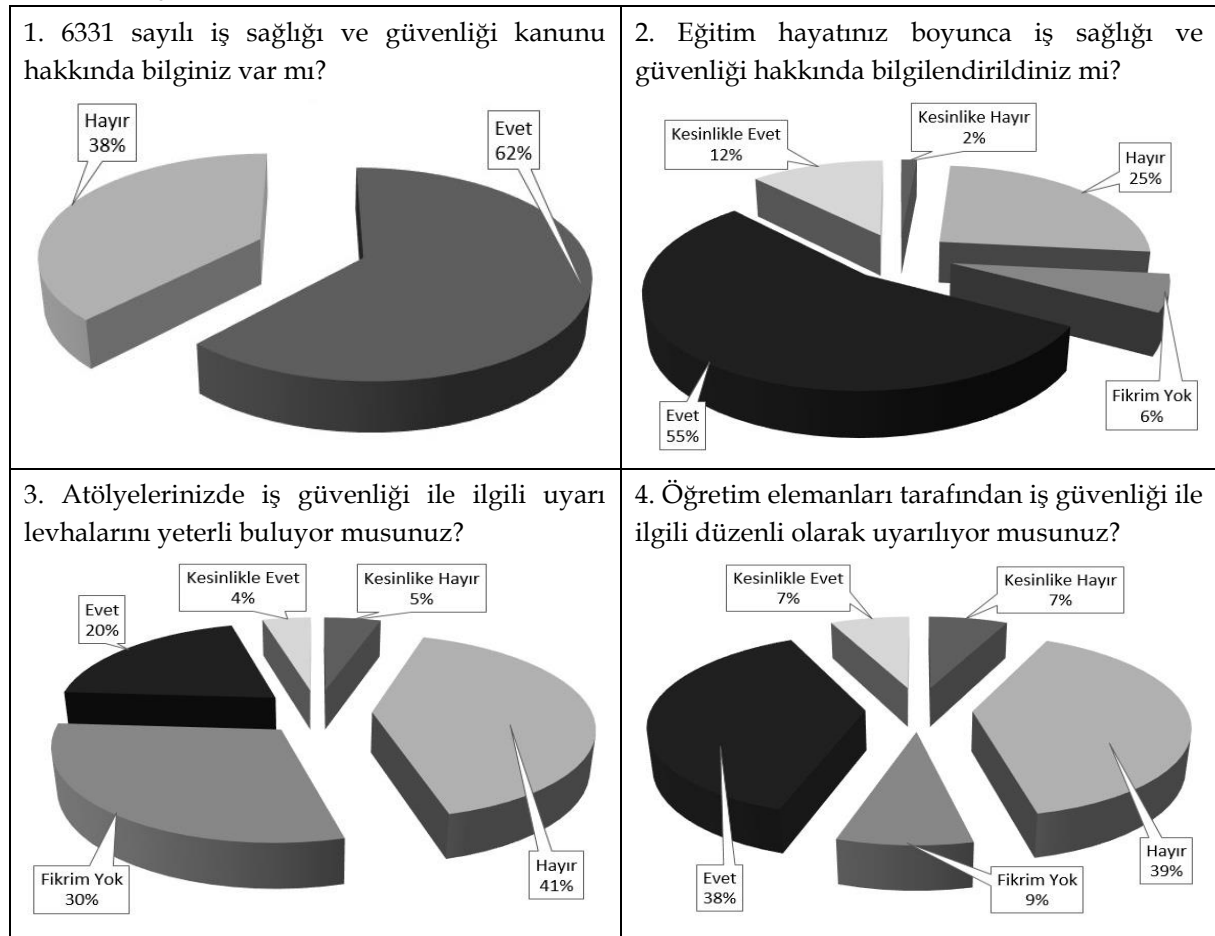 1. 6331 sayılı iş sağlığı ve güvenliği kanunu
hakkında bilginiz var mı?
Hayır
38%
Evet
62%
2. Eğitim hayatınız boyunca iş sağlığı ve
güvenliği hakkında bilgilendirildiniz mi?
Kesinlikle Evet
12%
Kesinlike Hayır
2%
Hayır
25%
Fikrim Yok
6%
Evet
55%
3. Atölyelerinizde iş güvenliği ile ilgili uyarı
levhalarını yeterli buluyor musunuz?
Kesinlikle Evet
4%
Kesinlike Hayır
5%
Evet
20%
Fikrim Yok
30%
Hayır
41%
4. Öğretim elemanları tarafından iş güvenliği ile
ilgili düzenli olarak uyarılıyor musunuz?
Kesinlikle Evet
7%
Kesinlike Hayır
7%
Evet
38%
Fikrim Yok
9%
Hayır
39%